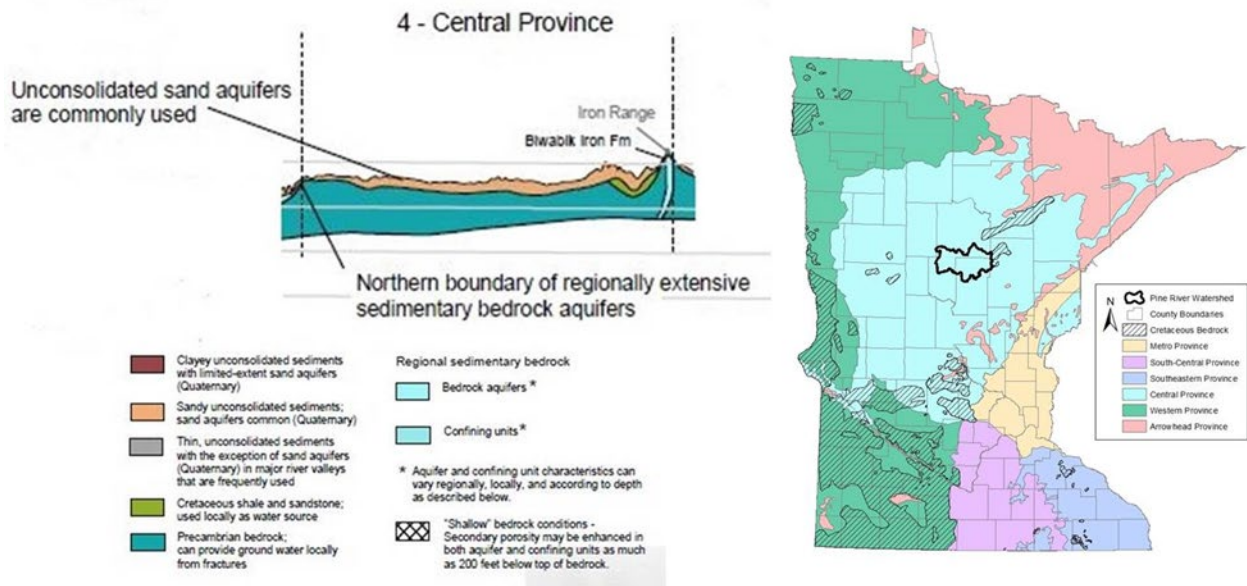 4 - Central Province
Unconsolidated sand aquifers
are commonly used
Iron Range
Biwabik Iron Fm
Northern boundary of regionally extensive
sedimentary bedrock aquifers
Clayey unconsolidated sediments
with limited-extent sand aquifers
(Quaternary)
Sandy unconsolidated sediments;
sand aquifers common (Quaternary)
Thin, unconsolidated sediments
with the exception of sand aquifers
(Quaternary) in major river valleys
that are frequently used
Cretaceous shale and sandstone;
used locally as water source
Precambrian bedrock;
can provide ground water locally
from fractures
Regional sedimentary bedrock
Bedrock aquifers *
Confining units *
* Aquifer and confining unit characteristics can
vary regionally, locally, and according to depth
as described below.
"Shallow" bedrock conditions -
Secondary porosity may be enhanced in
both aquifer and confining units as much
as 200 feet below top of bedrock.
N
Pine River Watershed
County Boundaries
Cretaceous Bedrock
Metro Province
South-Central Province
Southeastern Province
Central Province
Western Province
Arrowhead Province